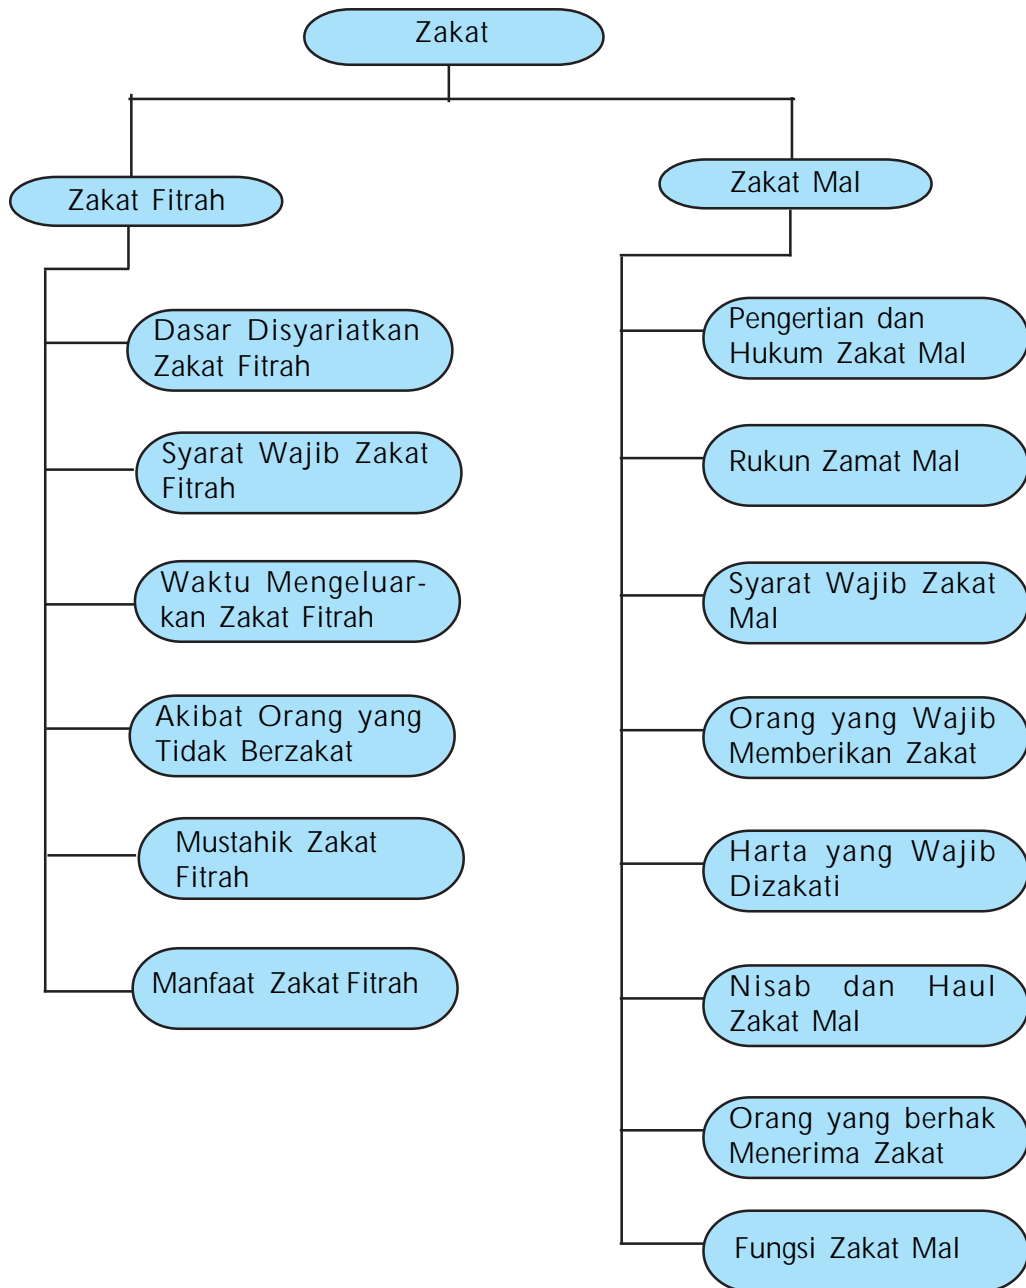 Zakat
Zakat Fitrah
Dasar Disyariatkan
Zakat Fitrah
Syarat Wajib Zakat
Fitrah
Waktu Mengeluar-
kan Zakat Fitrah
Akibat Orang yang
Tidak Berzakat
Mustahik Zakat
Fitrah
Manfaat Zakat Fitrah
Zakat Mal
Pengertian dan
Hukum Zakat Mal
Rukun Zamat Mal
Syarat Wajib Zakat
Mal
Orang yang Wajib
Memberikan Zakat
Harta yang Wajib
Dizakati
Nisab dan Haul
Zakat Mal
Orang yang berhak
Menerima Zakat
Fungsi Zakat Mal